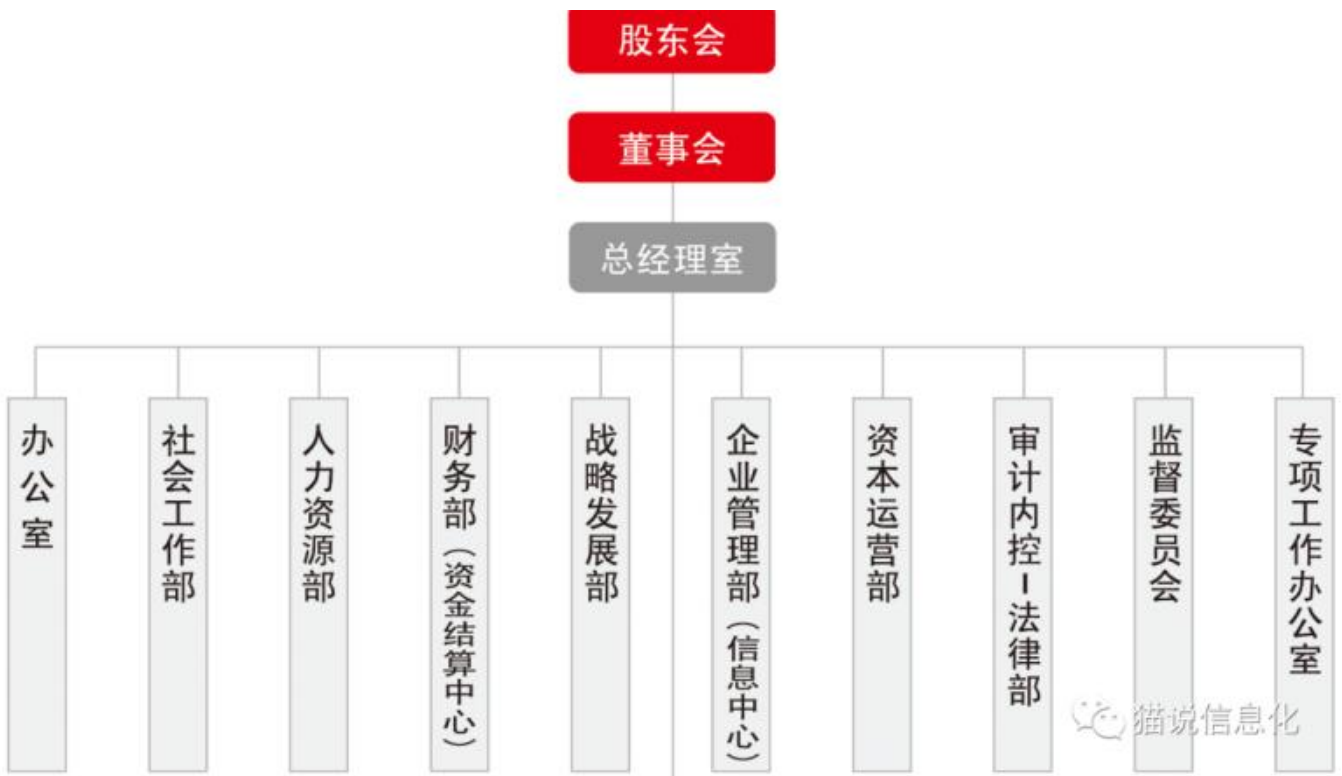 股东会
董事会
总经理室
办公室
社会工作部
人力资源部
财务部（资金结算中心）
战略发展部
企业管理部（信息中心）
资本运营部
审计内控-法律部
监督委员会
专项工作办公室
猫说信息化